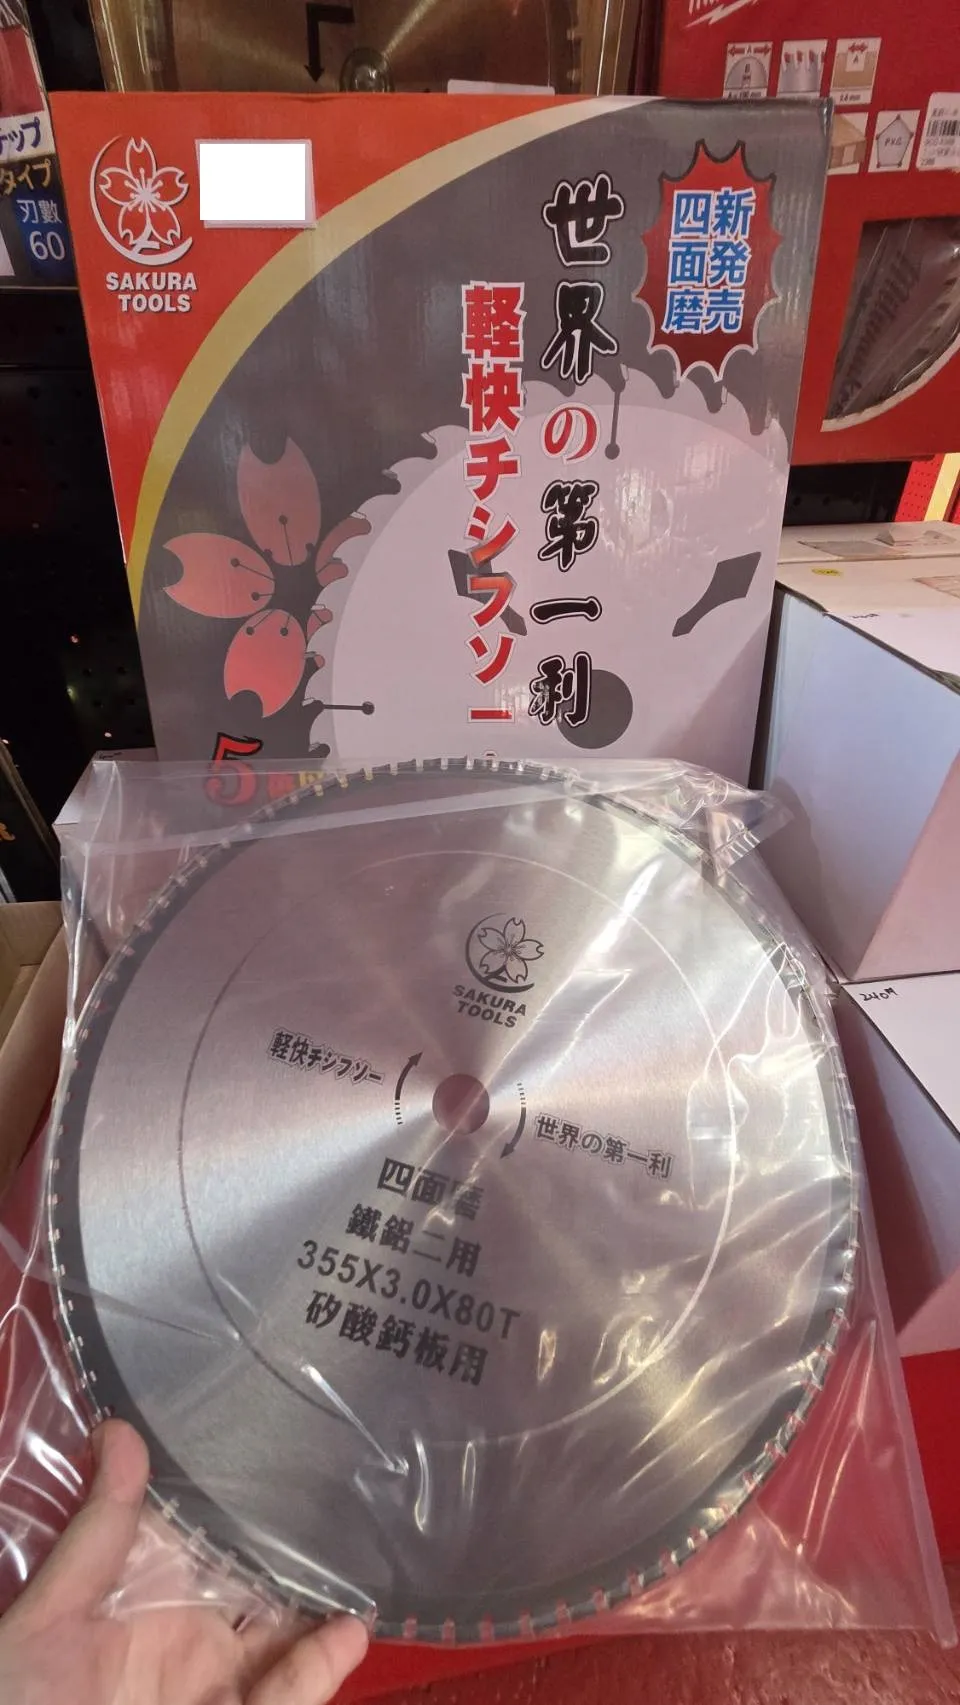 チップ
タイプ
刃數
60
SAKURA
TOOLS
世界の第一利
軽快チシフソー
新発売
四面磨
5
PKG
240
SAKURA
TOOLS
軽快チシフソー
世界の第一利
四面磨
鐵鋁二用
355X3.0X80T
矽酸鈣板用